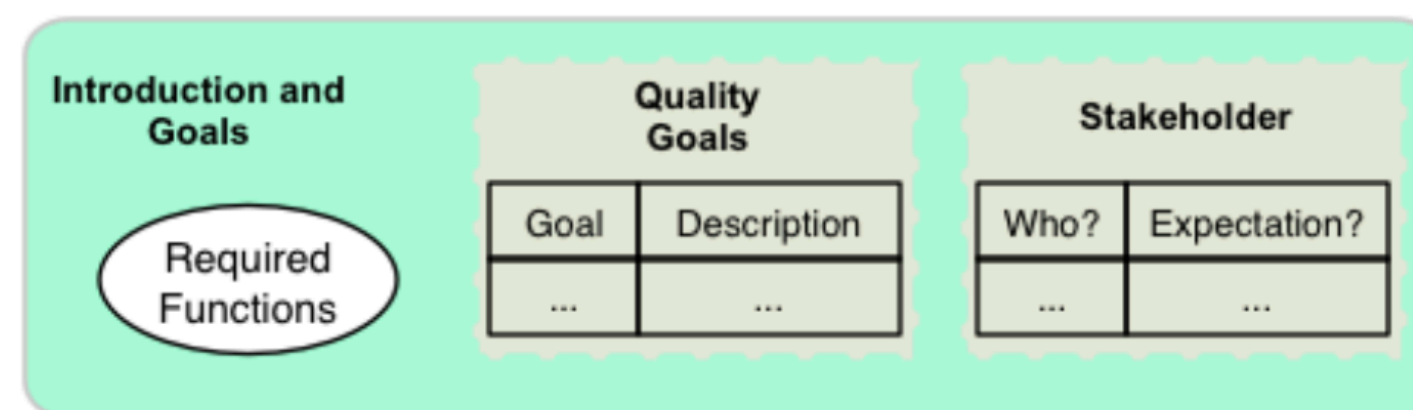 Introduction and
Goals
Required
Functions
Quality
Goals
Goal Description
... ...
Stakeholder
Who? Expectation?
... ...